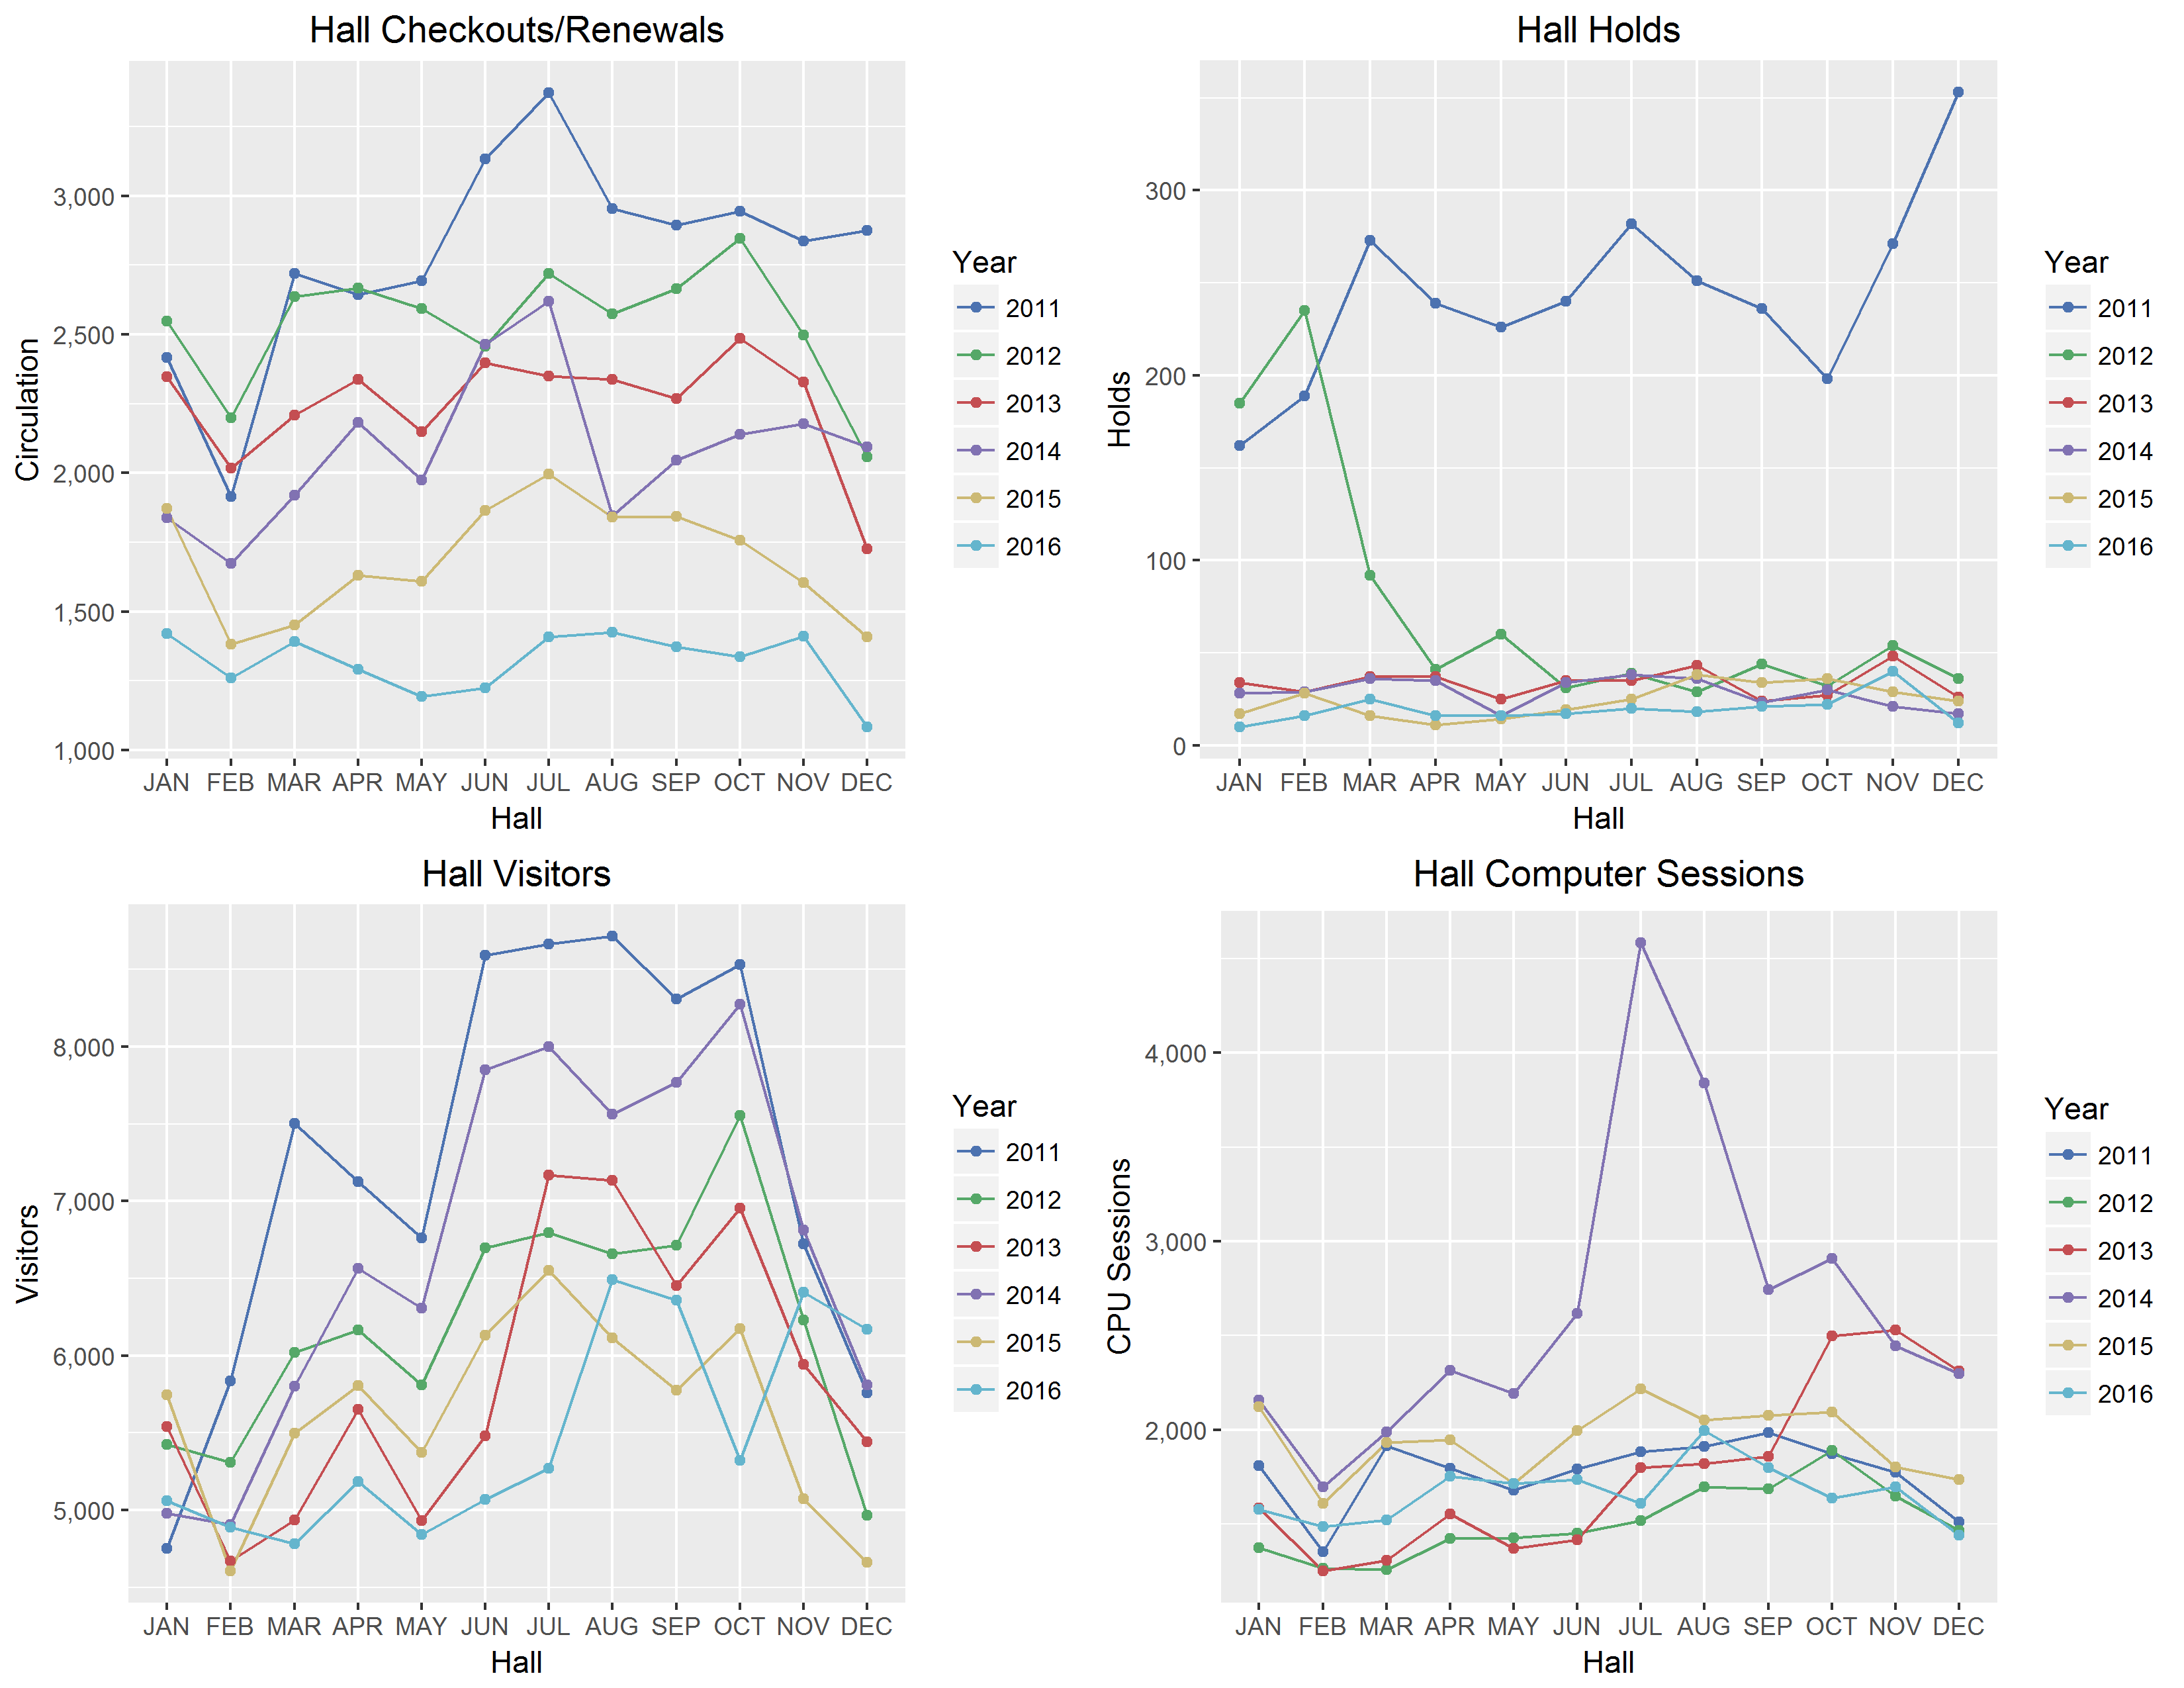 Hall Checkouts/Renewals
Circulation
3,000
2,500
2,000
1,500
1,000
JAN FEB MAR APR MAY JUN JUL AUG SEP OCT NOV DEC
Hall
Year
2011
2012
2013
2014
2015
2016
Hall Holds
Holds
300
200
100
0
JAN FEB MAR APR MAY JUN JUL AUG SEP OCT NOV DEC
Hall
Year
2011
2012
2013
2014
2015
2016
Hall Visitors
Visitors
8,000
7,000
6,000
5,000
JAN FEB MAR APR MAY JUN JUL AUG SEP OCT NOV DEC
Hall
Year
2011
2012
2013
2014
2015
2016
Hall Computer Sessions
CPU Sessions
4,000
3,000
2,000
JAN FEB MAR APR MAY JUN JUL AUG SEP OCT NOV DEC
Hall
Year
2011
2012
2013
2014
2015
2016